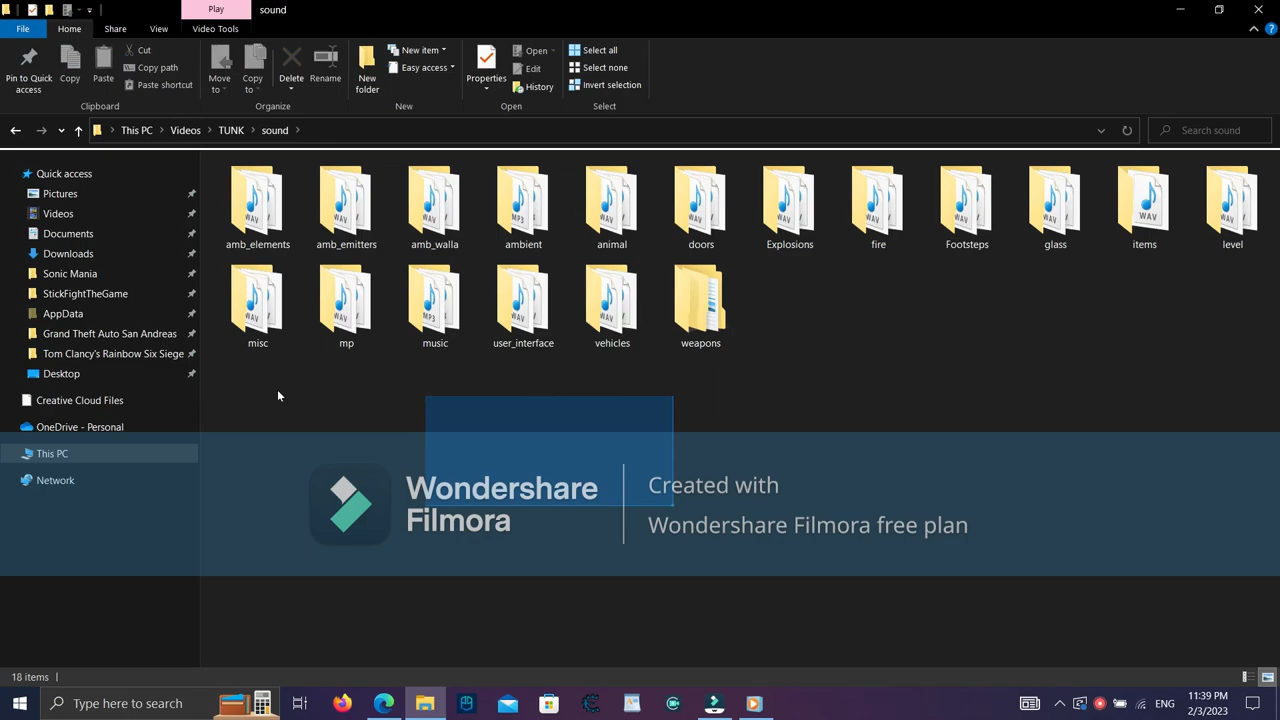 Play
sound
File
Home
Share
View
Video Tools
Pin to Quick
access
Copy
Paste
Cut
Copy path
Paste shortcut
Clipboard
Move
to
Copy
to
Delete
Rename
Organize
New
folder
New item
Easy access
New
Properties
Open
Edit
History
Open
Select all
Select none
Invert selection
Select
This PC
Videos
TUNK
sound
Search sound
Quick access
Pictures
Videos
Documents
Downloads
Sonic Mania
StickFightTheGame
AppData
Grand Theft Auto San Andreas
Tom Clancy's Rainbow Six Siege
Desktop
Creative Cloud Files
OneDrive - Personal
This PC
Network
amb_elements
amb_emitters
amb_walla
ambient
animal
doors
Explosions
fire
Footsteps
glass
items
level
misc
mp
music
user_interface
vehicles
weapons
Wondershare
Filmora
Created with
Wondershare Filmora free plan
18 items
Type here to search
ENG
11:39 PM
2/3/2023